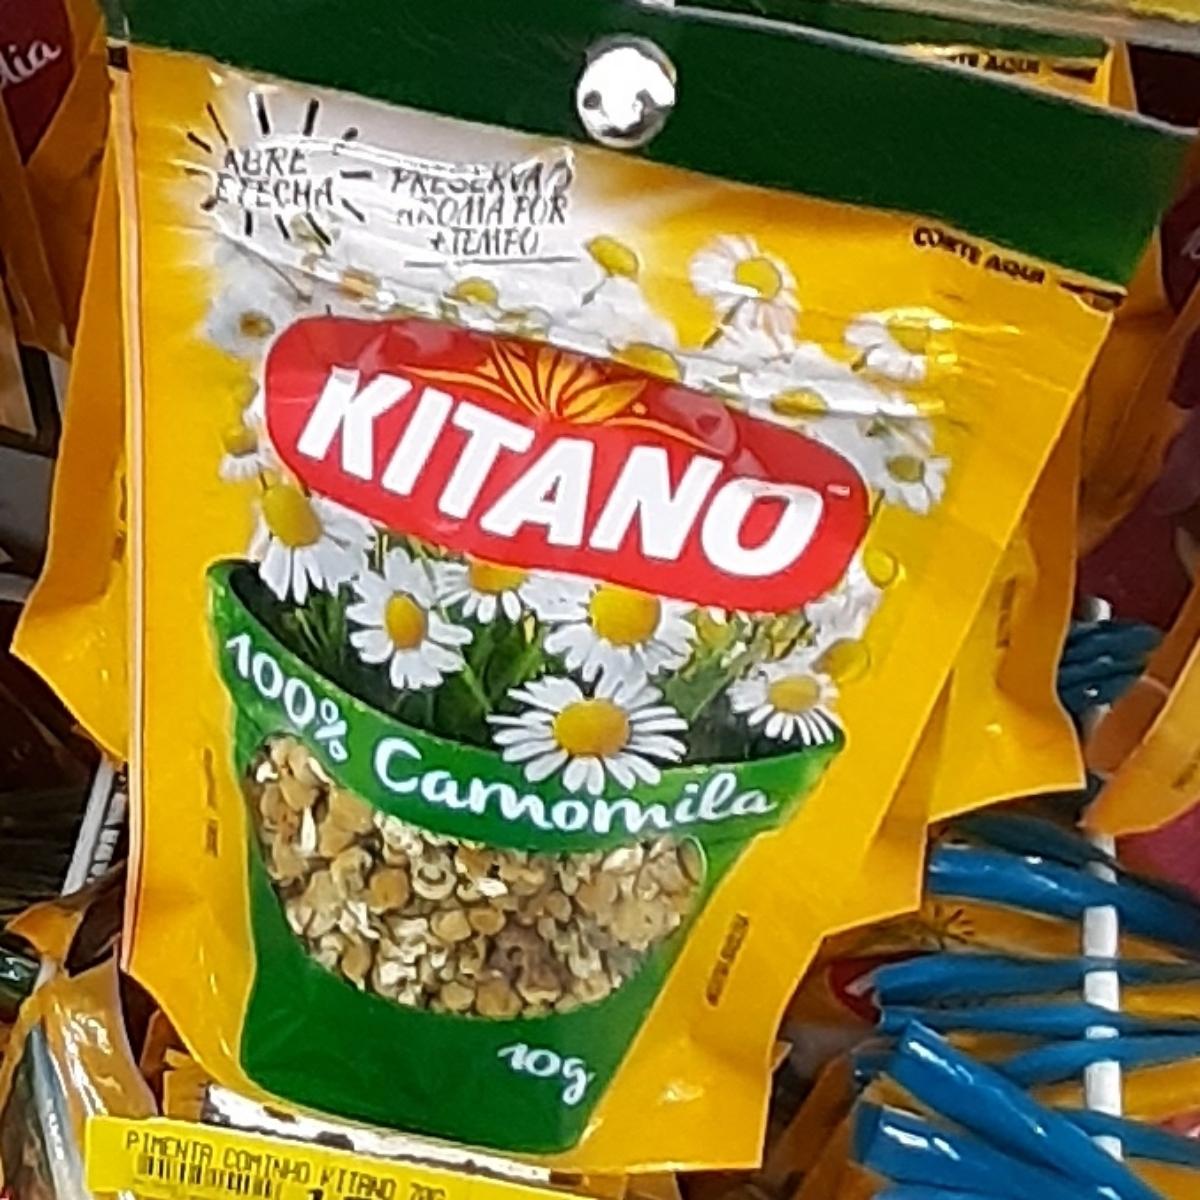 ABRE
E FECHA
PRESERVA O
AROMA POR
+TEMPO
CORTE AQUI
KITANO
100% Camomila
10g
PIMENTA COMINHO KITANO